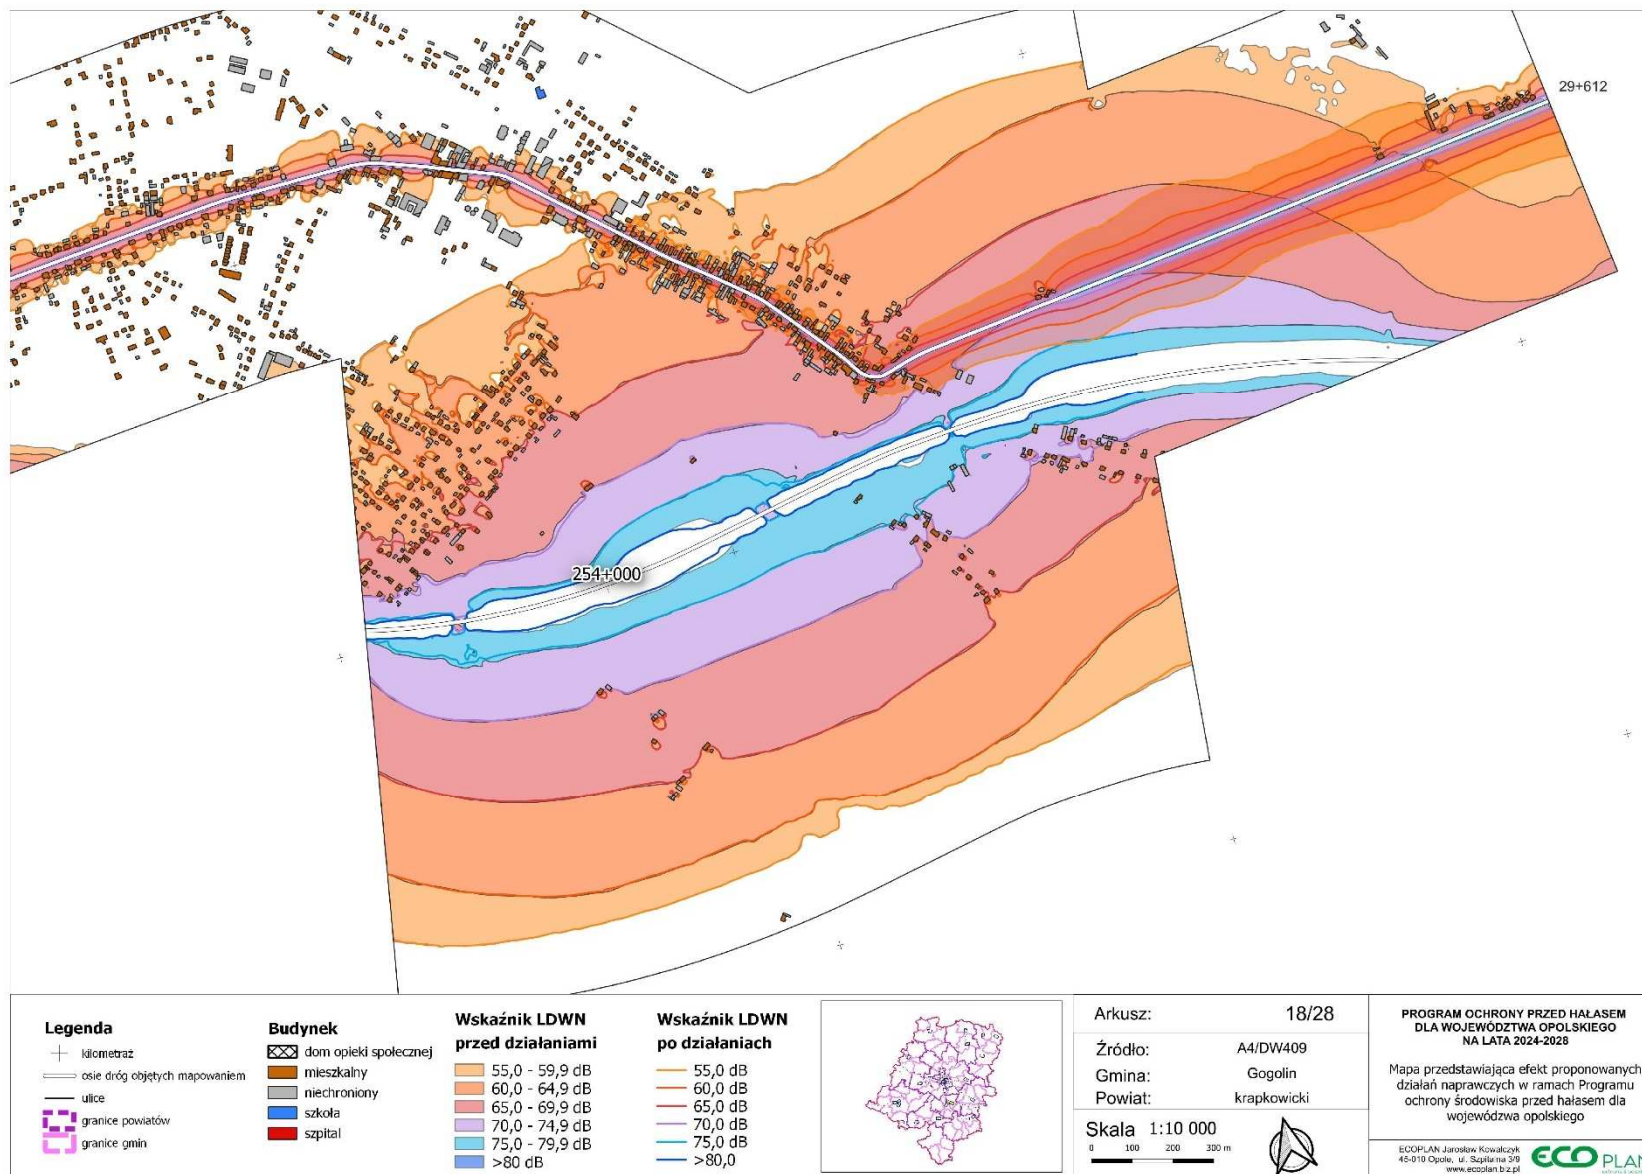 29+612
254+000
Legenda
kilometraż
osie dróg objętych mapowaniem
ulice
granice powiatów
granice gmin
Budynek
dom opieki społecznej
mieszkalny
niechroniony
szkoła
szpital
Wskaźnik LDWN
przed działaniami
55,0 - 59,9 dB
60,0 - 64,9 dB
65,0 - 69,9 dB
70,0 - 74,9 dB
75,0 - 79,9 dB
>80 dB
Wskaźnik LDWN
po działaniach
55,0 dB
60,0 dB
65,0 dB
70,0 dB
75,0 dB
>80,0
Arkusz: 18/28
Źródło: A4/DW409
Gmina: Gogolin
Powiat: krapkowicki
Skala 1:10 000
0 100 200 300 m
PROGRAM OCHRONY PRZED HAŁASEM
DLA WOJEWÓDZTWA OPOLSKIEGO
NA LATA 2024-2028
Mapa przedstawiająca efekt proponowanych
działań naprawczych w ramach Programu
ochrony środowiska przed hałasem dla
wojewódzwa opolskiego
ECOPLAN Jarosław Kowalczyk
45-010 Opole, ul. Szpitalna 3/9
www.ecoplan.biz.pl
ECO PLAN